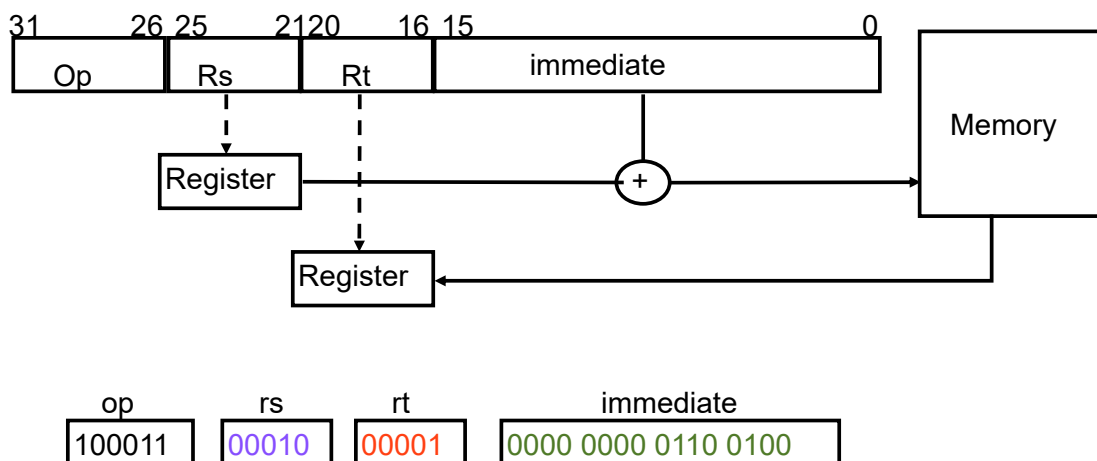 31 26 25 21 20 16 15 0
Op Rs Rt immediate
Memory
Register +
Register
op rs rt immediate
100011 00010 00001 0000 0000 0110 0100